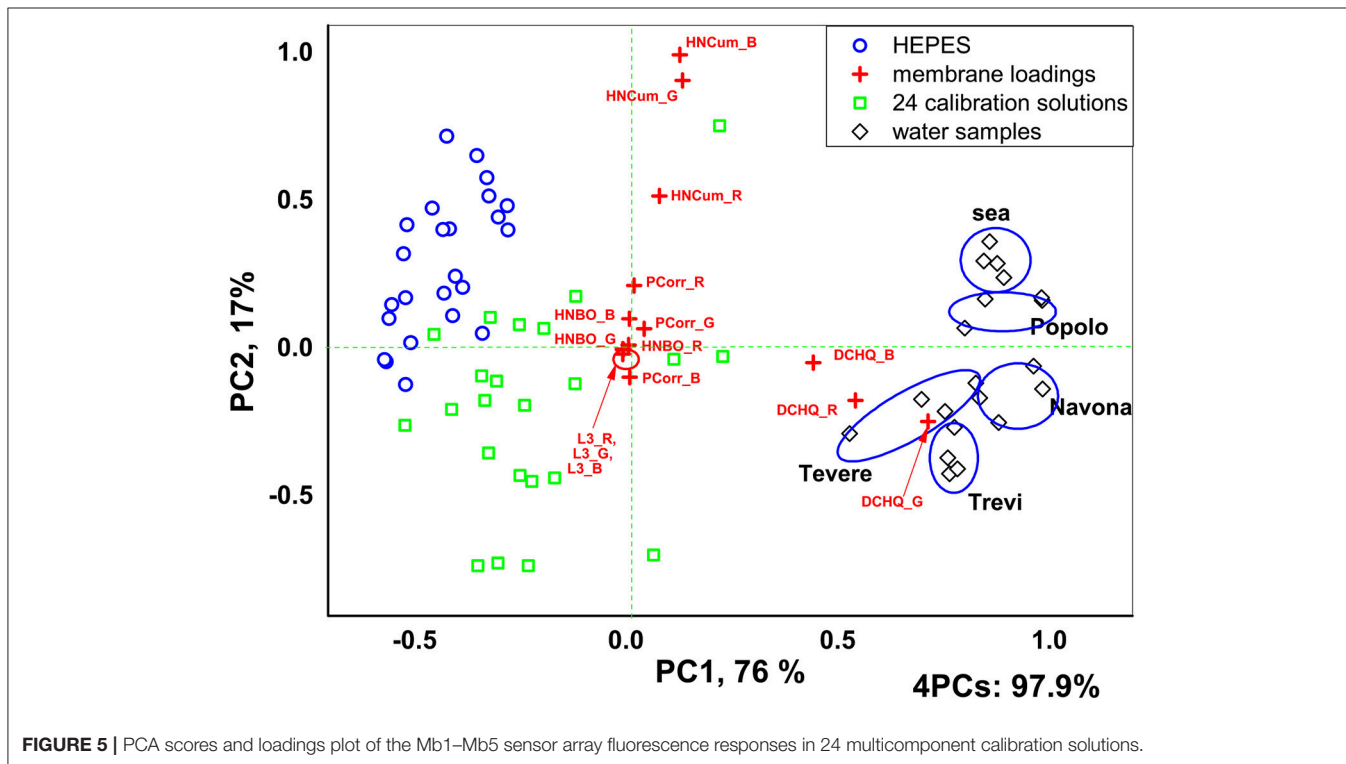 HEPES
membrane loadings
24 calibration solutions
water samples
1.0
0.5
0.0
-0.5
PC2, 17%
HNCum_B
HNCum_G
HNCum_R
sea
PCorr_R
HNBO_B
PCorr_G
Popolo
HNBO_G
HNBO_R
PCorr_B
DCHQ_B
DCHQ_R
Navona
L3_R,
L3_G,
L3_B
Tevere
DCHQ_G
Trevi
-0.5
0.0
0.5
1.0
PC1, 76 %
4PCs: 97.9%
FIGURE 5 | PCA scores and loadings plot of the Mb1–Mb5 sensor array fluorescence responses in 24 multicomponent calibration solutions.